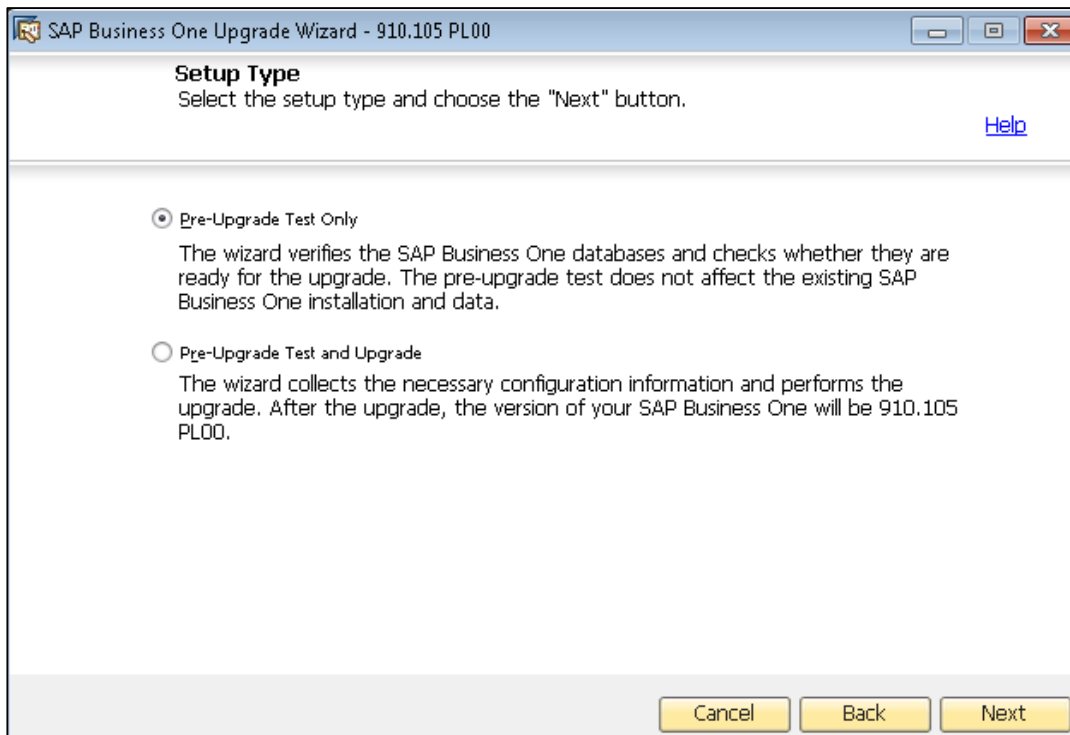 SAP Business One Upgrade Wizard - 910.105 PL00
Setup Type
Select the setup type and choose the "Next" button.
Help
Pre-Upgrade Test Only
The wizard verifies the SAP Business One databases and checks whether they are
ready for the upgrade. The pre-upgrade test does not affect the existing SAP
Business One installation and data.
Pre-Upgrade Test and Upgrade
The wizard collects the necessary configuration information and performs the
upgrade. After the upgrade, the version of your SAP Business One will be 910.105
PL00.
Cancel Back Next